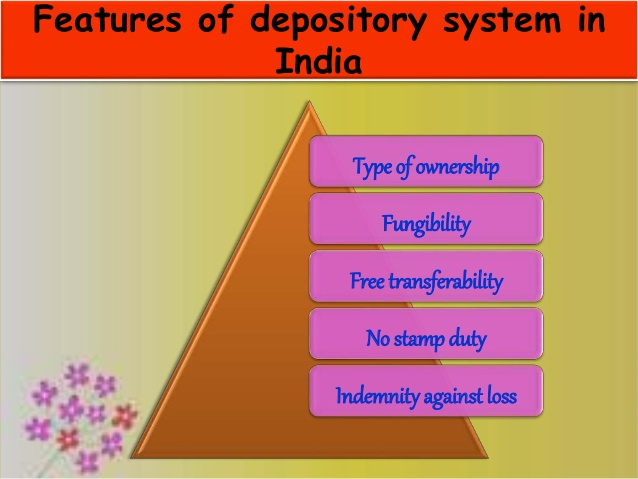 Features of depository system in
India
Type of ownership
Fungibility
Free transferability
No stamp duty
Indemnity against loss